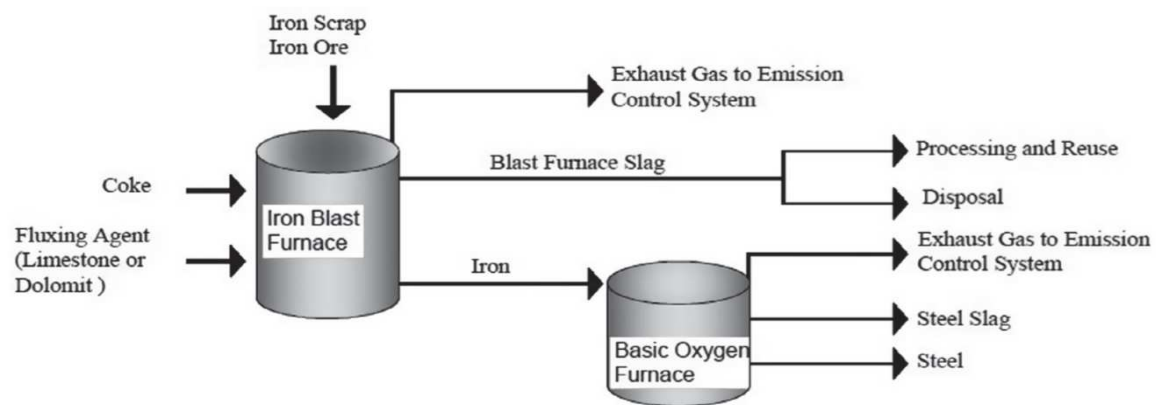 Iron Scrap
Iron Ore
Exhaust Gas to Emission
Control System
Blast Furnace Slag
Processing and Reuse
Disposal
Coke
Iron Blast
Furnace
Fluxing Agent
(Limestone or
Dolomit )
Iron
Exhaust Gas to Emission
Control System
Steel Slag
Basic Oxygen
Furnace
Steel